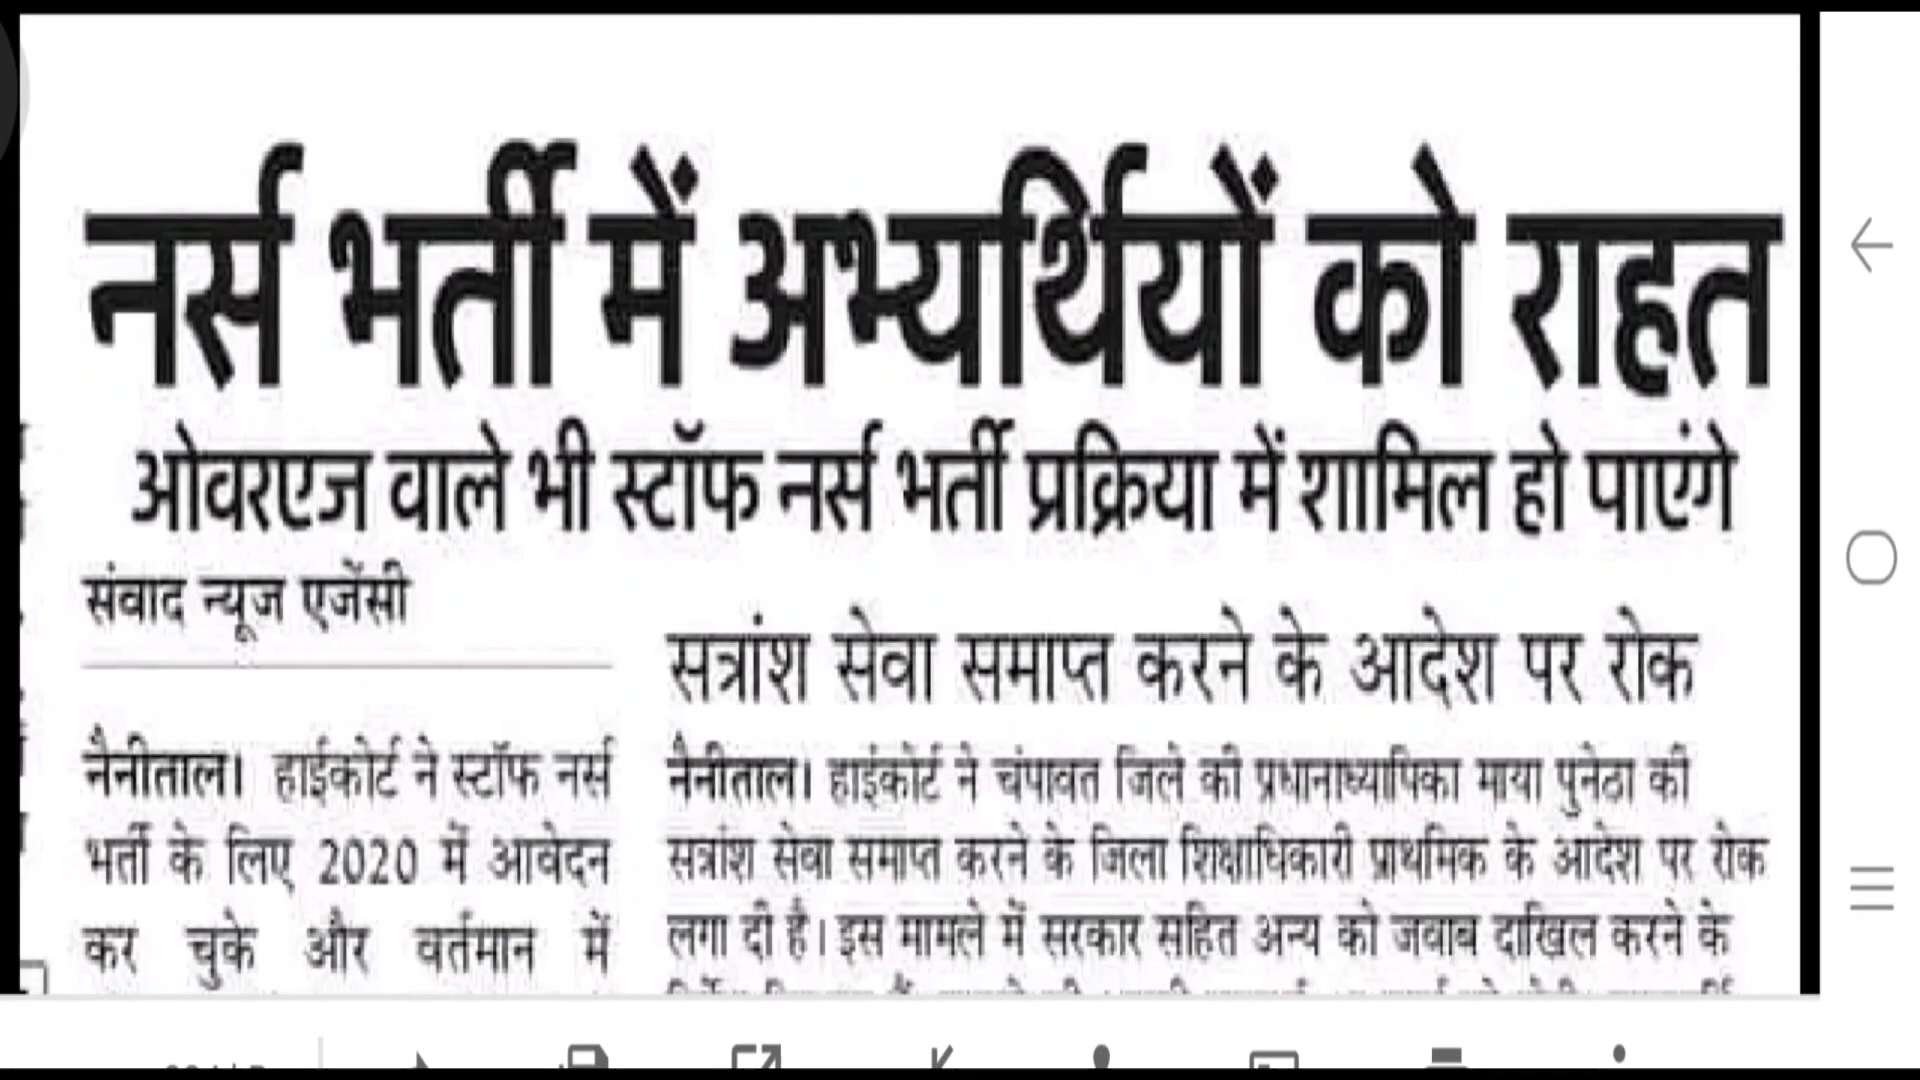 नर्स भर्ती में अभ्यर्थियों को राहत
ओवरएज वाले भी स्टॉफ नर्स भर्ती प्रक्रिया में शामिल हो पाएंगे
संवाद न्यूज एजेंसी
नैनीताल। हाईकोर्ट ने स्टॉफ नर्स
भर्ती के लिए 2020 में आवेदन
कर चुके और वर्तमान में
सत्रांश सेवा समाप्त करने के आदेश पर रोक
नैनीताल। हाईकोर्ट ने चंपावत जिले की प्रधानाध्यापिका माया पुनेठा की
सत्रांश सेवा समाप्त करने के जिला शिक्षाधिकारी प्राथमिक के आदेश पर रोक
लगा दी है। इस मामले में सरकार सहित अन्य को जवाब दाखिल करने के